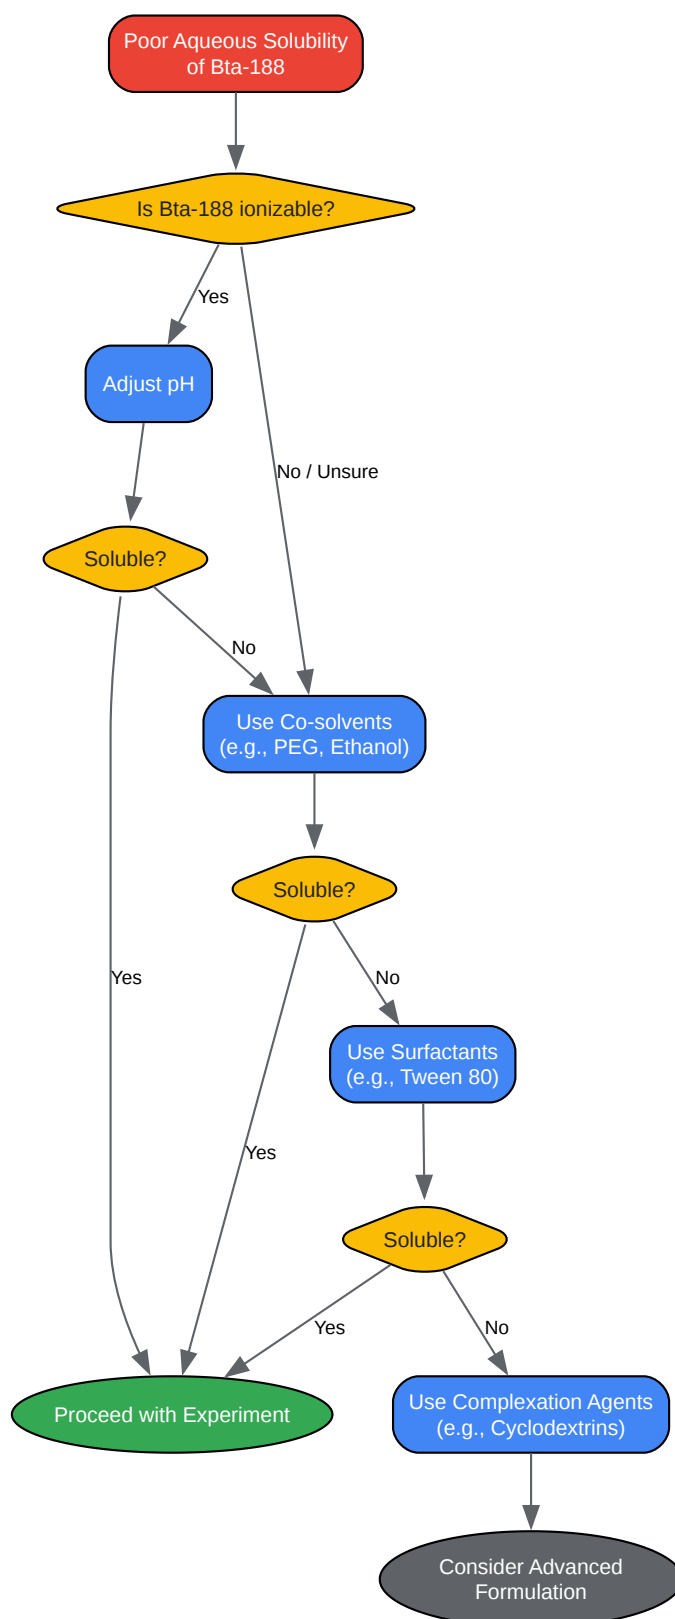 Poor Aqueous Solubility
of Bta-188
Is Bta-188 ionizable?
Yes
Adjust pH
No / Unsure
Soluble?
No
Use Co-solvents
(e.g., PEG, Ethanol)
Soluble?
Yes
No
Use Surfactants
(e.g., Tween 80)
Yes
Soluble?
Yes
No
Proceed with Experiment
Use Complexation Agents
(e.g., Cyclodextrins)
Consider Advanced
Formulation